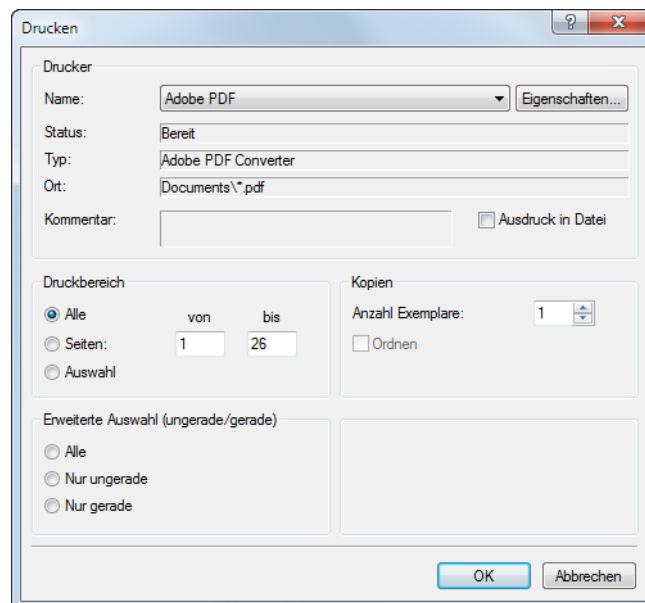 Drucken
Drucker
Name: Adobe PDF Eigenschaften...
Status: Bereit
Typ: Adobe PDF Converter
Ort: Documents\*.pdf
Kommentar: Ausdruck in Datei
Druckbereich Kopien
Alle von bis Anzahl Exemplare: 1
Seiten: 1 26 Ordnen
Auswahl
Erweiterte Auswahl (ungerade/gerade)
Alle
Nur ungerade
Nur gerade
OK Abbrechen